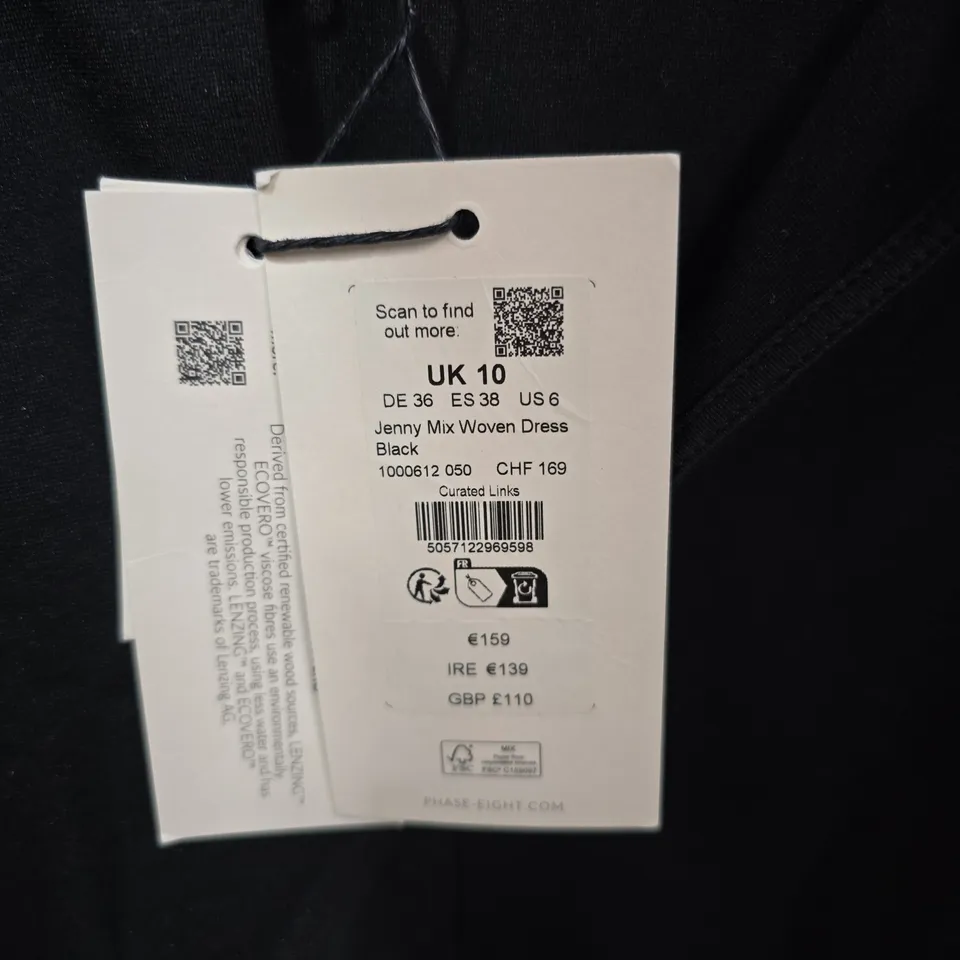 Scan to find
out more:
UK 10
DE 36 ES 38 US 6
Jenny Mix Woven Dress
Black
1000612 050 CHF 169
Curated Links
5057122969598
FR
€159
IRE €139
GBP £110
FSC
MIX
PHASE-EIGHT.COM
Derived from certified renewable wood sources, LENZING™
ECOVERO™ viscose fibres use an environmentally
responsible production process, using less water and has
lower emissions. LENZING™ and ECOVERO™
are trademarks of Lenzing AG.